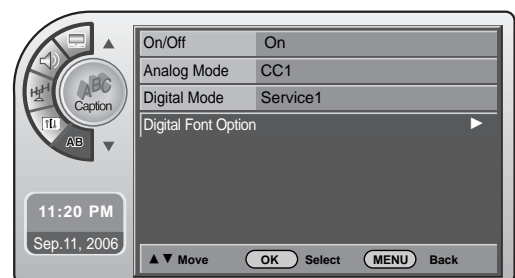 On/Off On
Analog Mode CC1
Digital Mode Service1
Digital Font Option
ABC
Caption
AB
11:20 PM
Sep.11, 2006
Move OK Select MENU Back